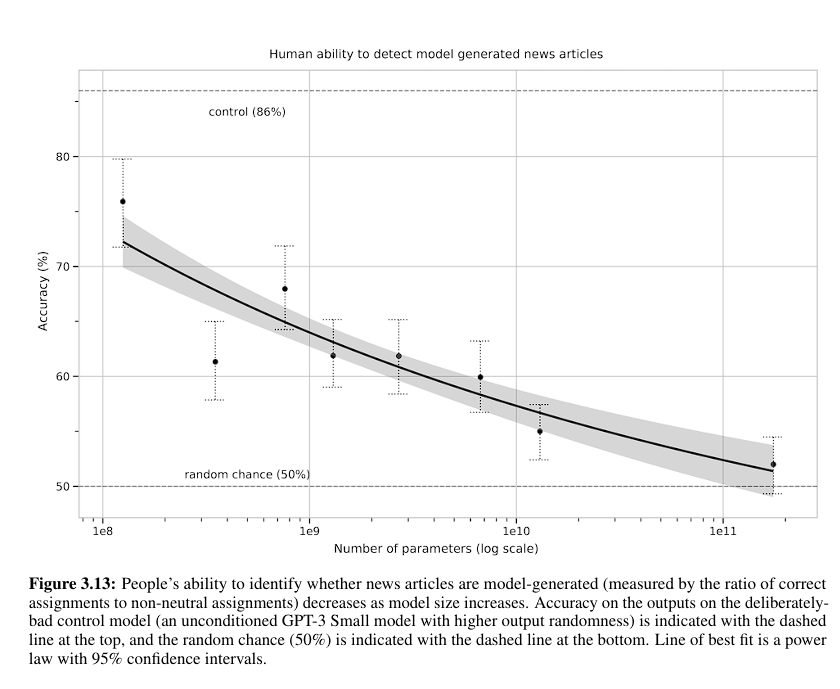 Human ability to detect model generated news articles
control (86%)
80
70
60
50
Accuracy (%)
random chance (50%)
1e8
1e9
1e10
1e11
Number of parameters (log scale)
Figure 3.13: People's ability to identify whether news articles are model-generated (measured by the ratio of correct
assignments to non-neutral assignments) decreases as model size increases. Accuracy on the outputs on the deliberately-
bad control model (an unconditioned GPT-3 Small model with higher output randomness) is indicated with the dashed
line at the top, and the random chance (50%) is indicated with the dashed line at the bottom. Line of best fit is a power
law with 95% confidence intervals.